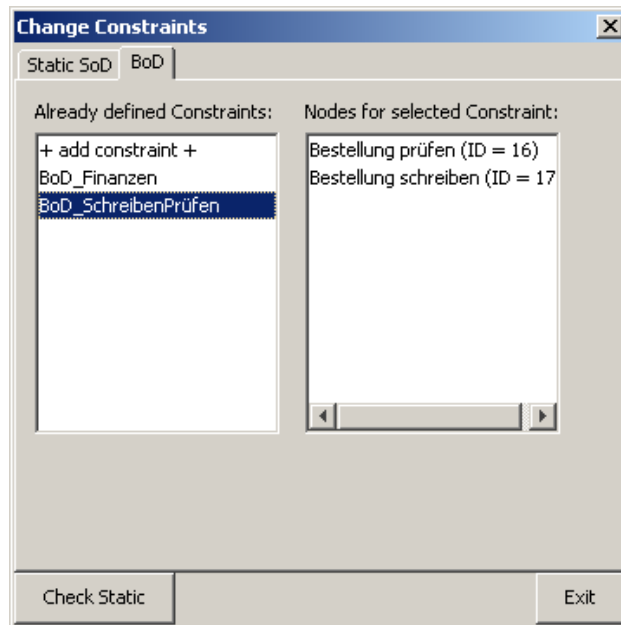 Change Constraints
Static SoD BoD
Already defined Constraints:
+ add constraint +
BoD_Finanzen
BoD_SchreibenPrüfen
Nodes for selected Constraint:
Bestellung prüfen (ID = 16)
Bestellung schreiben (ID = 17
Check Static
Exit